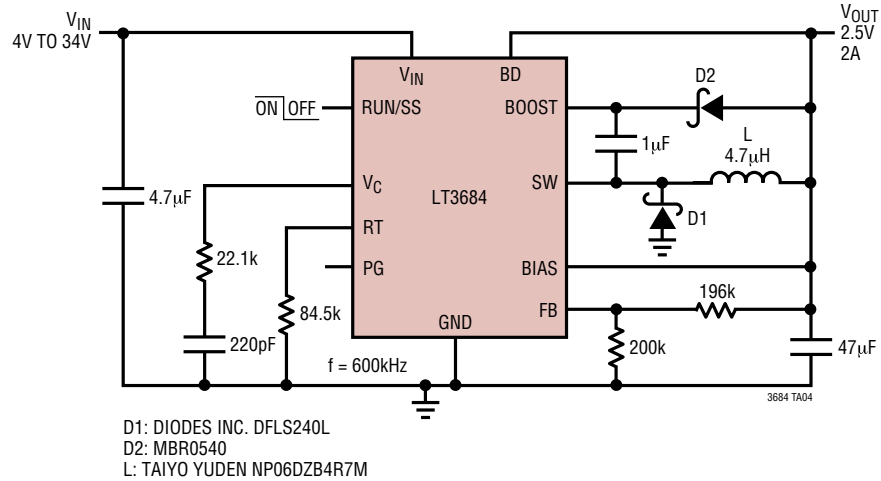 VIN
4V TO 34V
VOUT
2.5V
2A
VIN
BD
D2
ON OFF
RUN/SS
BOOST
L
4.7µH
1µF
4.7µF
VC
LT3684
SW
D1
RT
22.1k
PG
BIAS
84.5k
196k
FB
GND
220pF
200k
47µF
f = 600kHz
3684 TA04
D1: DIODES INC. DFLS240L
D2: MBR0540
L: TAIYO YUDEN NP06DZB4R7M